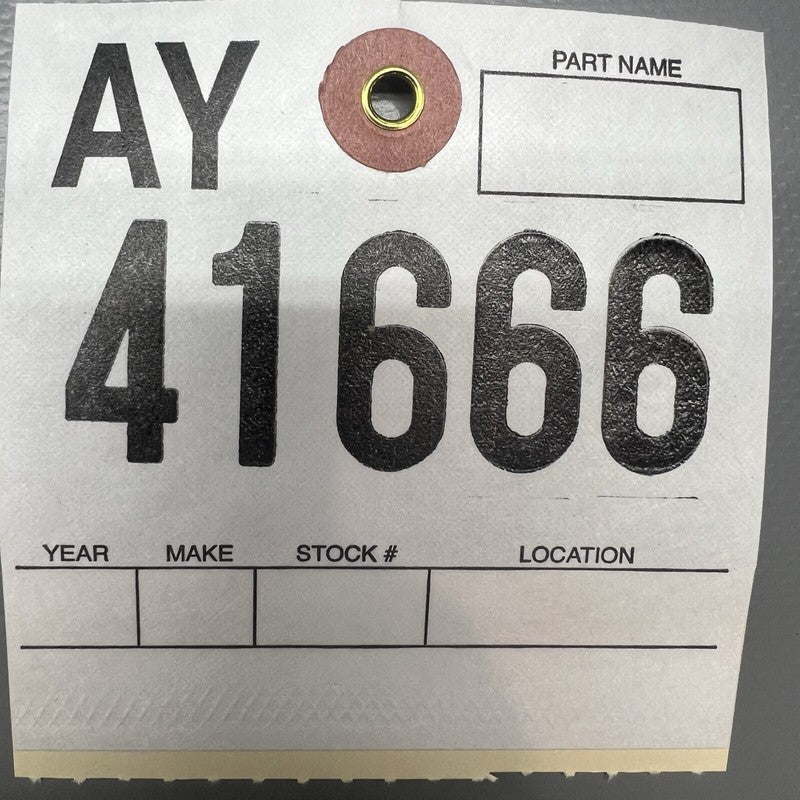 AY
PART NAME
41666
YEAR MAKE STOCK # LOCATION